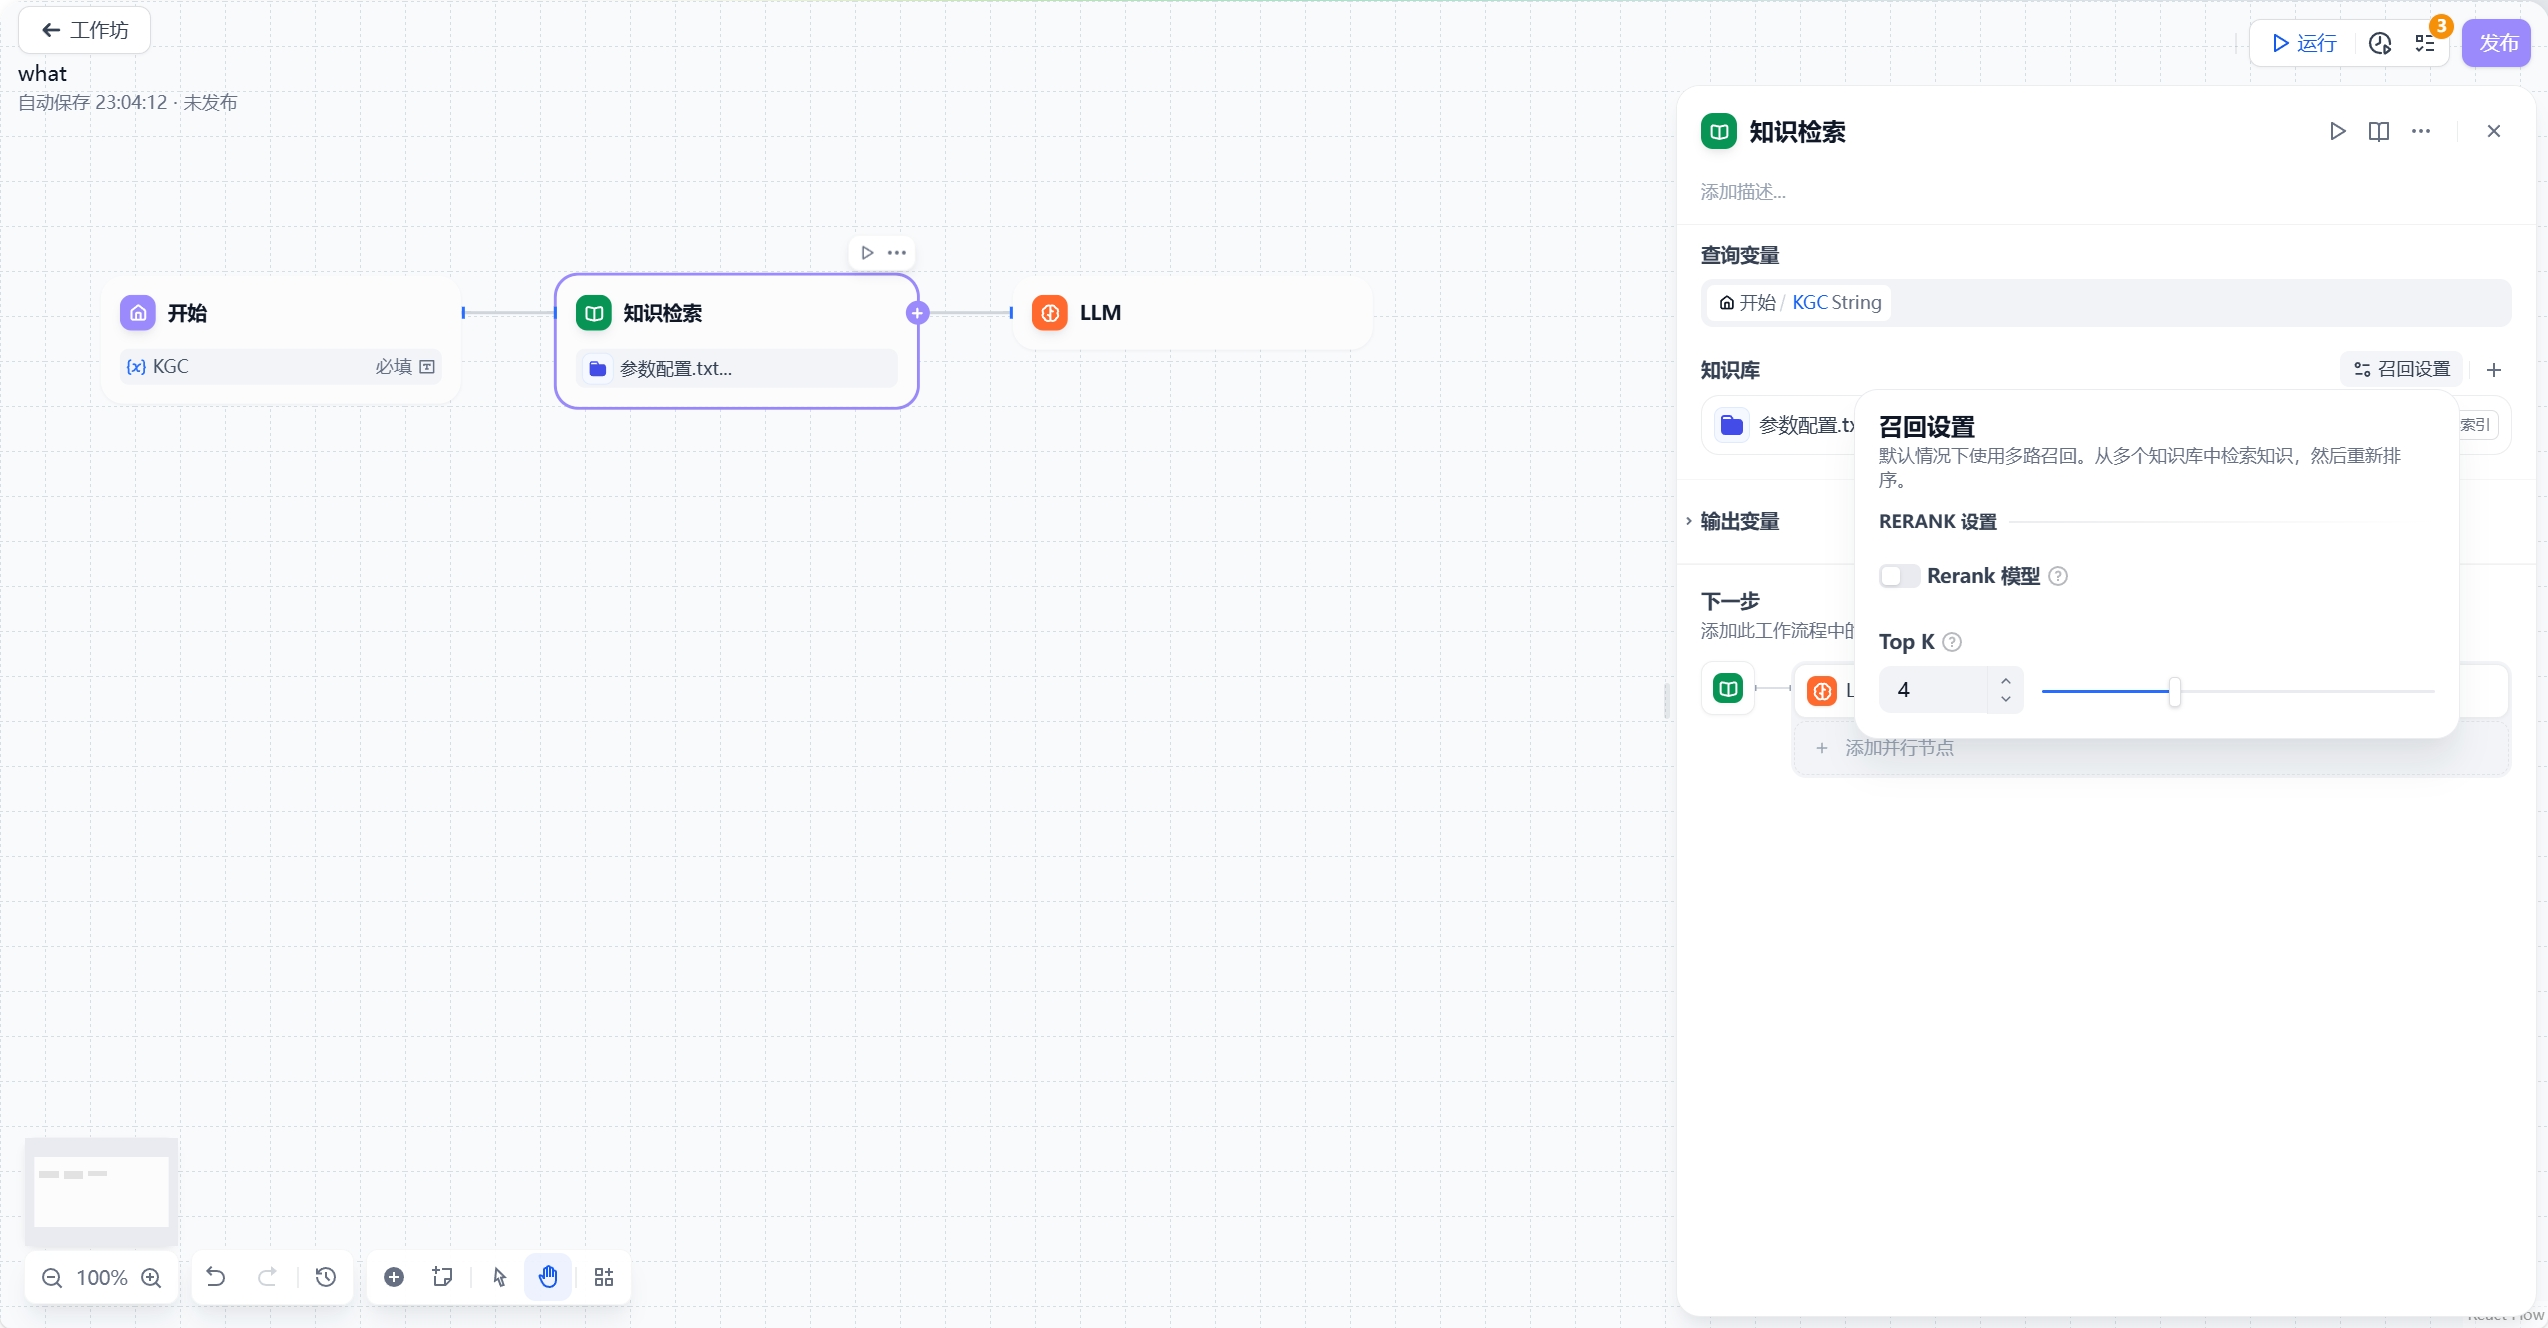 工作坊
what
自动保存 23:04:12 · 未发布
运行
3
发布
开始
{x} KGC 必填
知识检索
参数配置.txt...
LLM
知识检索
添加描述...
查询变量
开始 / KGC String
知识库
召回设置
参数配置.tx
索引
召回设置
默认情况下使用多路召回。从多个知识库中检索知识，然后重新排
序。
RERANK 设置
Rerank 模型
Top K
4
输出变量
下一步
添加此工作流程中的
L
添加并行节点
100%